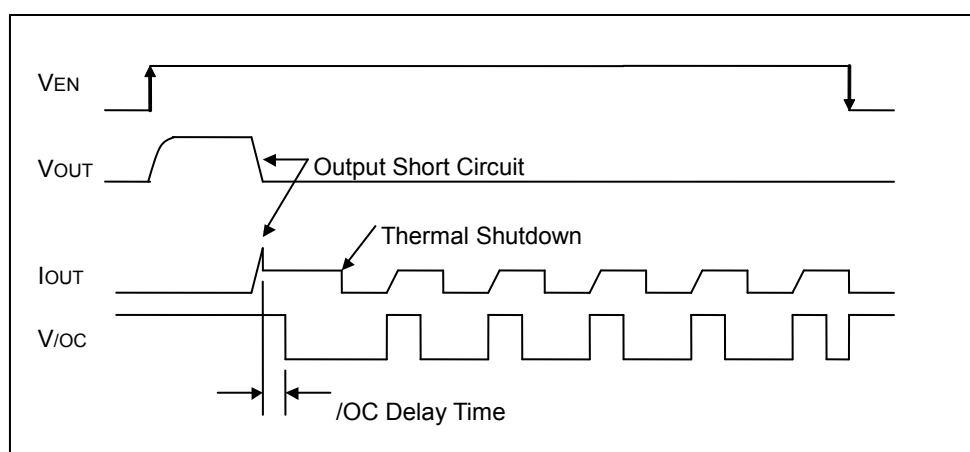 VEN
VOUT
Output Short Circuit
Thermal Shutdown
IOUT
V/OC
/OC Delay Time